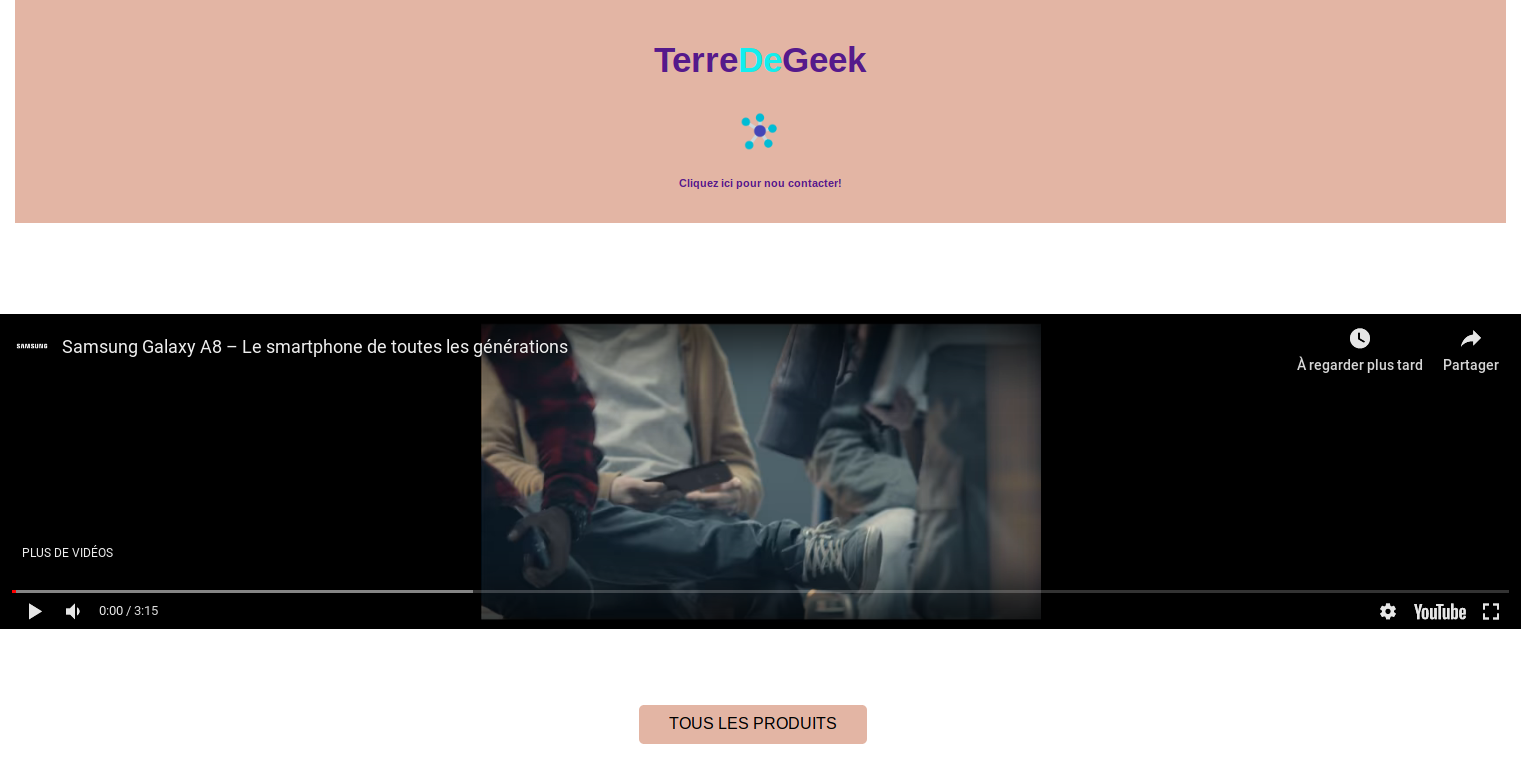 TerreDeGeek
Cliquez ici pour nou contacter!
SAMSUNG
Samsung Galaxy A8 – Le smartphone de toutes les générations
À regarder plus tard
Partager
PLUS DE VIDÉOS
0:00 / 3:15
YouTube
TOUS LES PRODUITS